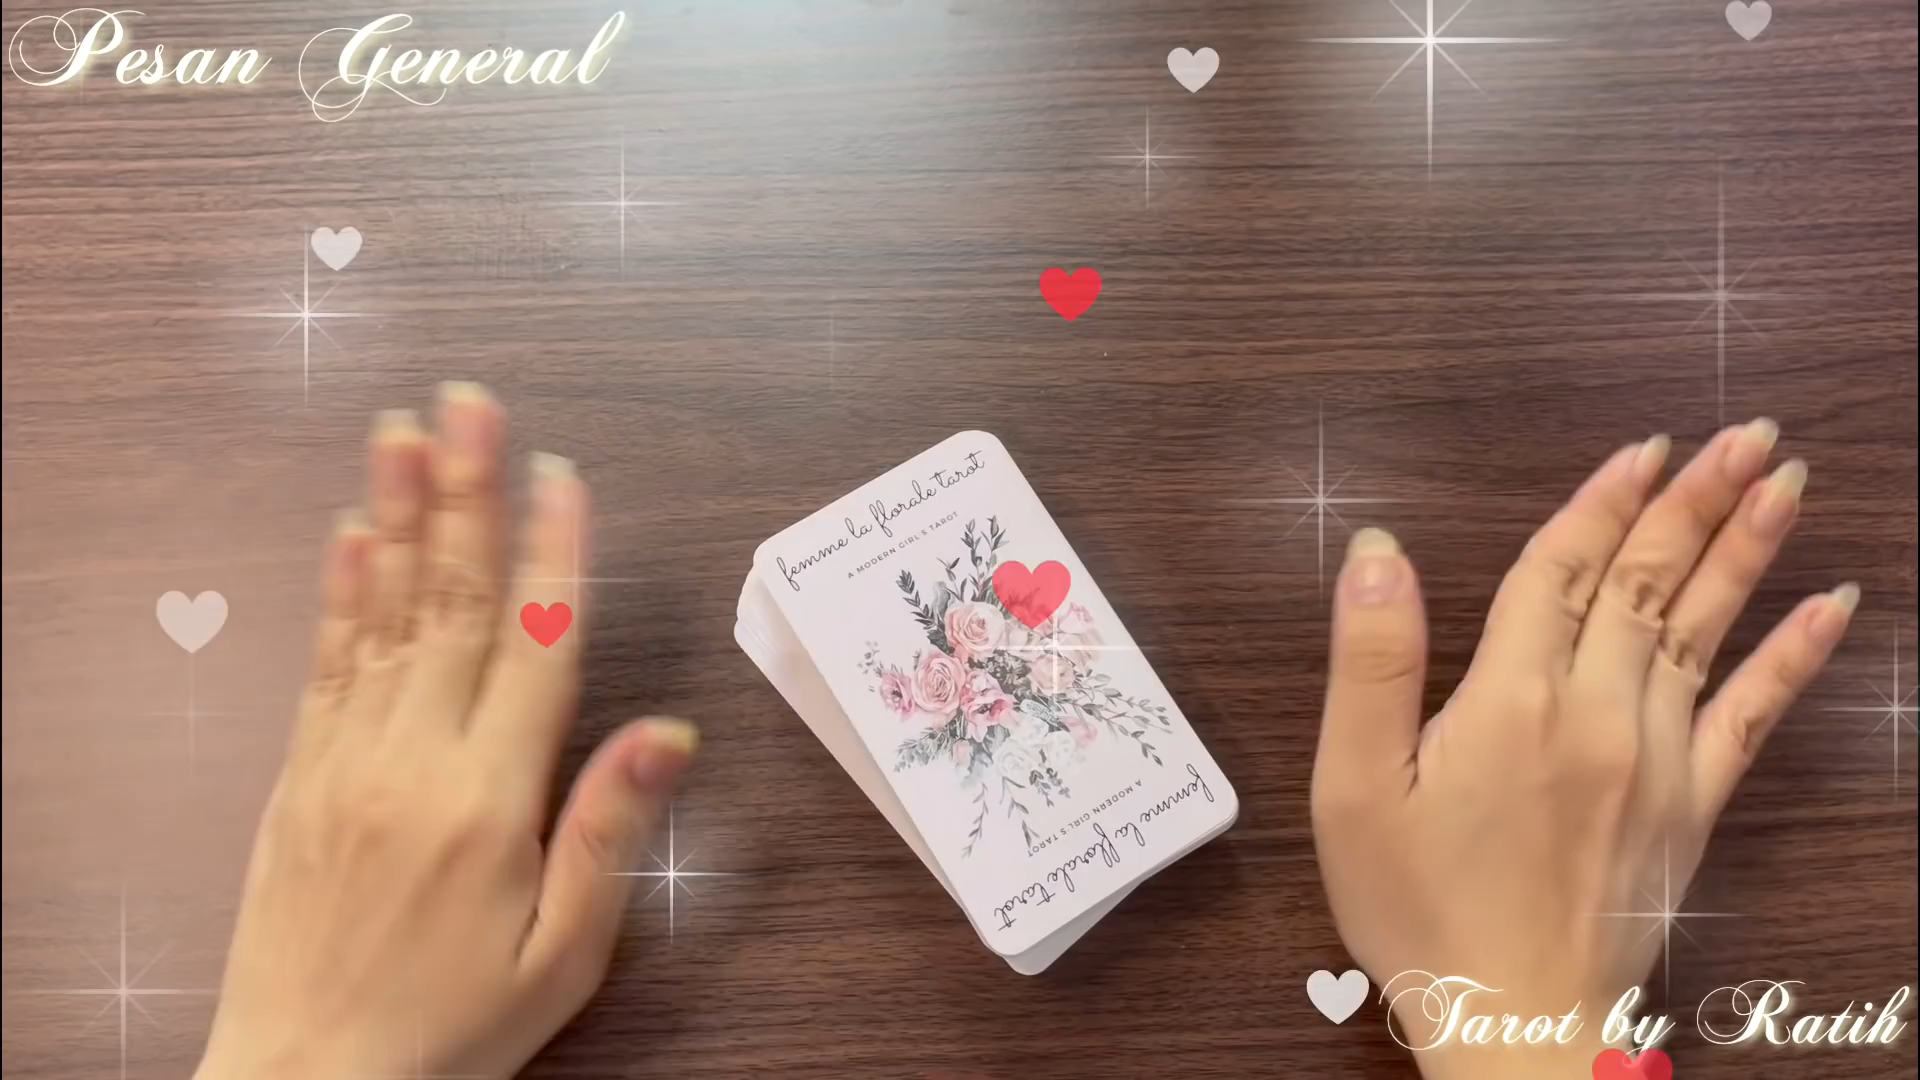 Pesan General
femme la florale tarot
A MODERN GIRL'S TAROT
A MODERN GIRL'S TAROT
femme la florale tarot
Tarot by Ratih